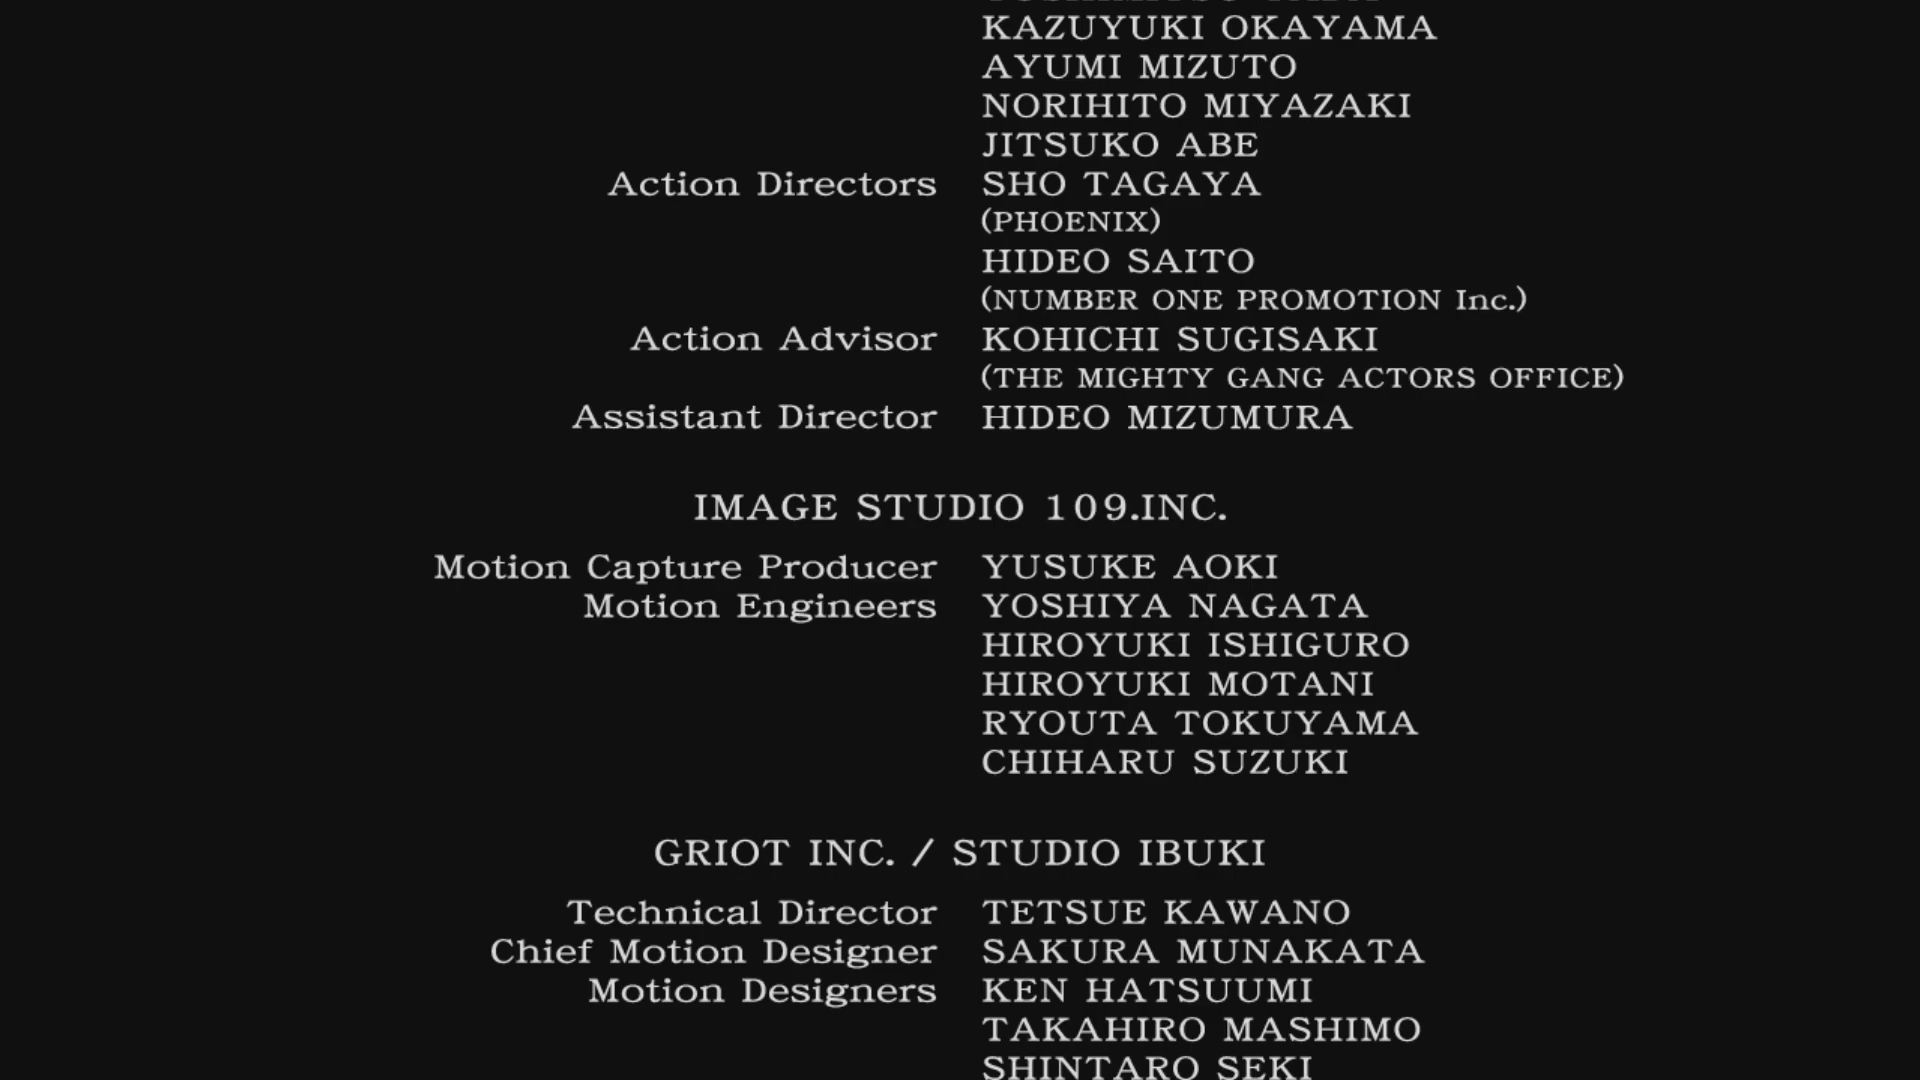 KAZUYUKI OKAYAMA
AYUMI MIZUTO
NORIHITO MIYAZAKI
JITSUKO ABE
Action Directors SHO TAGAYA
(PHOENIX)
HIDEO SAITO
(NUMBER ONE PROMOTION Inc.)
Action Advisor KOHICHI SUGISAKI
(THE MIGHTY GANG ACTORS OFFICE)
Assistant Director HIDEO MIZUMURA
IMAGE STUDIO 109.INC.
Motion Capture Producer YUSUKE AOKI
Motion Engineers YOSHIYA NAGATA
HIROYUKI ISHIGURO
HIROYUKI MOTANI
RYOUTA TOKUYAMA
CHIHARU SUZUKI
GRIOT INC. / STUDIO IBUKI
Technical Director TETSUE KAWANO
Chief Motion Designer SAKURA MUNAKATA
Motion Designers KEN HATSUUMI
TAKAHIRO MASHIMO
SHINTARO SEKI